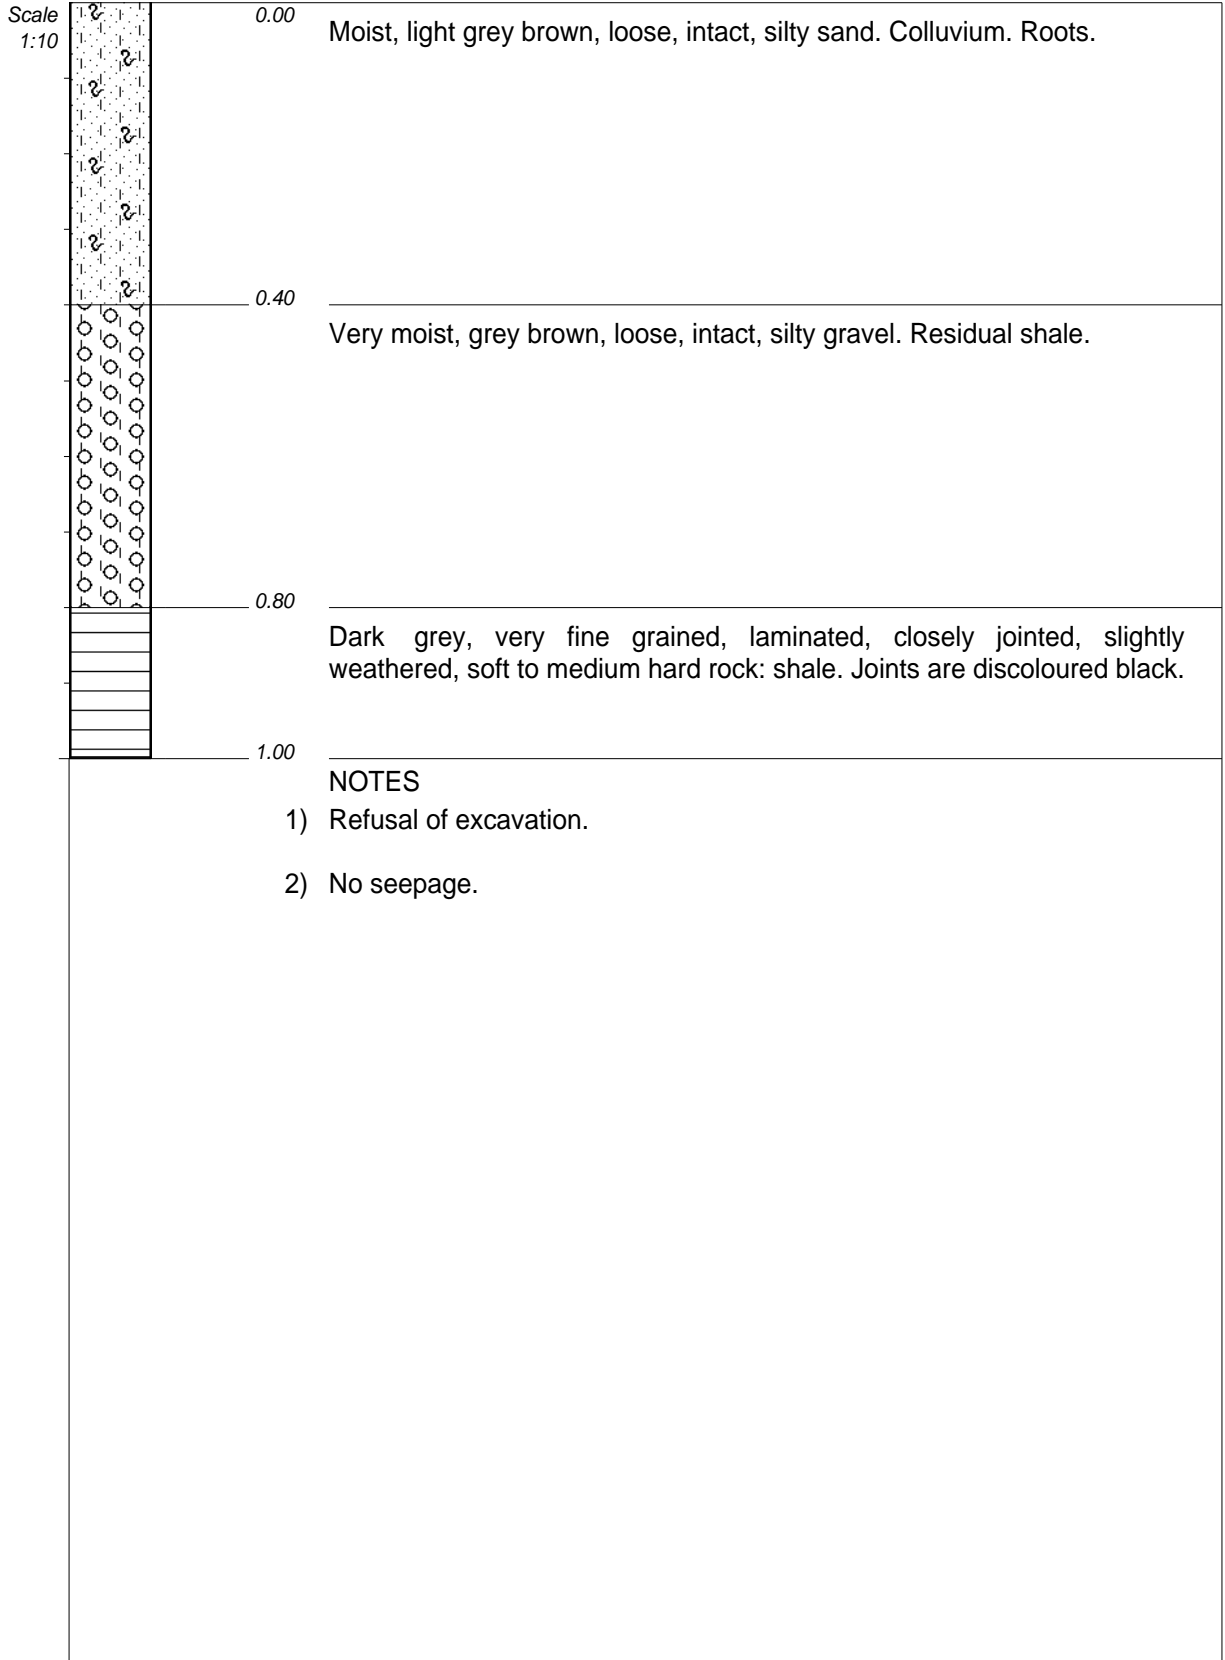 Scale
1:10
0.00
Moist, light grey brown, loose, intact, silty sand. Colluvium. Roots.
0.40
Very moist, grey brown, loose, intact, silty gravel. Residual shale.
0.80
Dark grey, very fine grained, laminated, closely jointed, slightly
weathered, soft to medium hard rock: shale. Joints are discoloured black.
1.00
NOTES
1) Refusal of excavation.
2) No seepage.